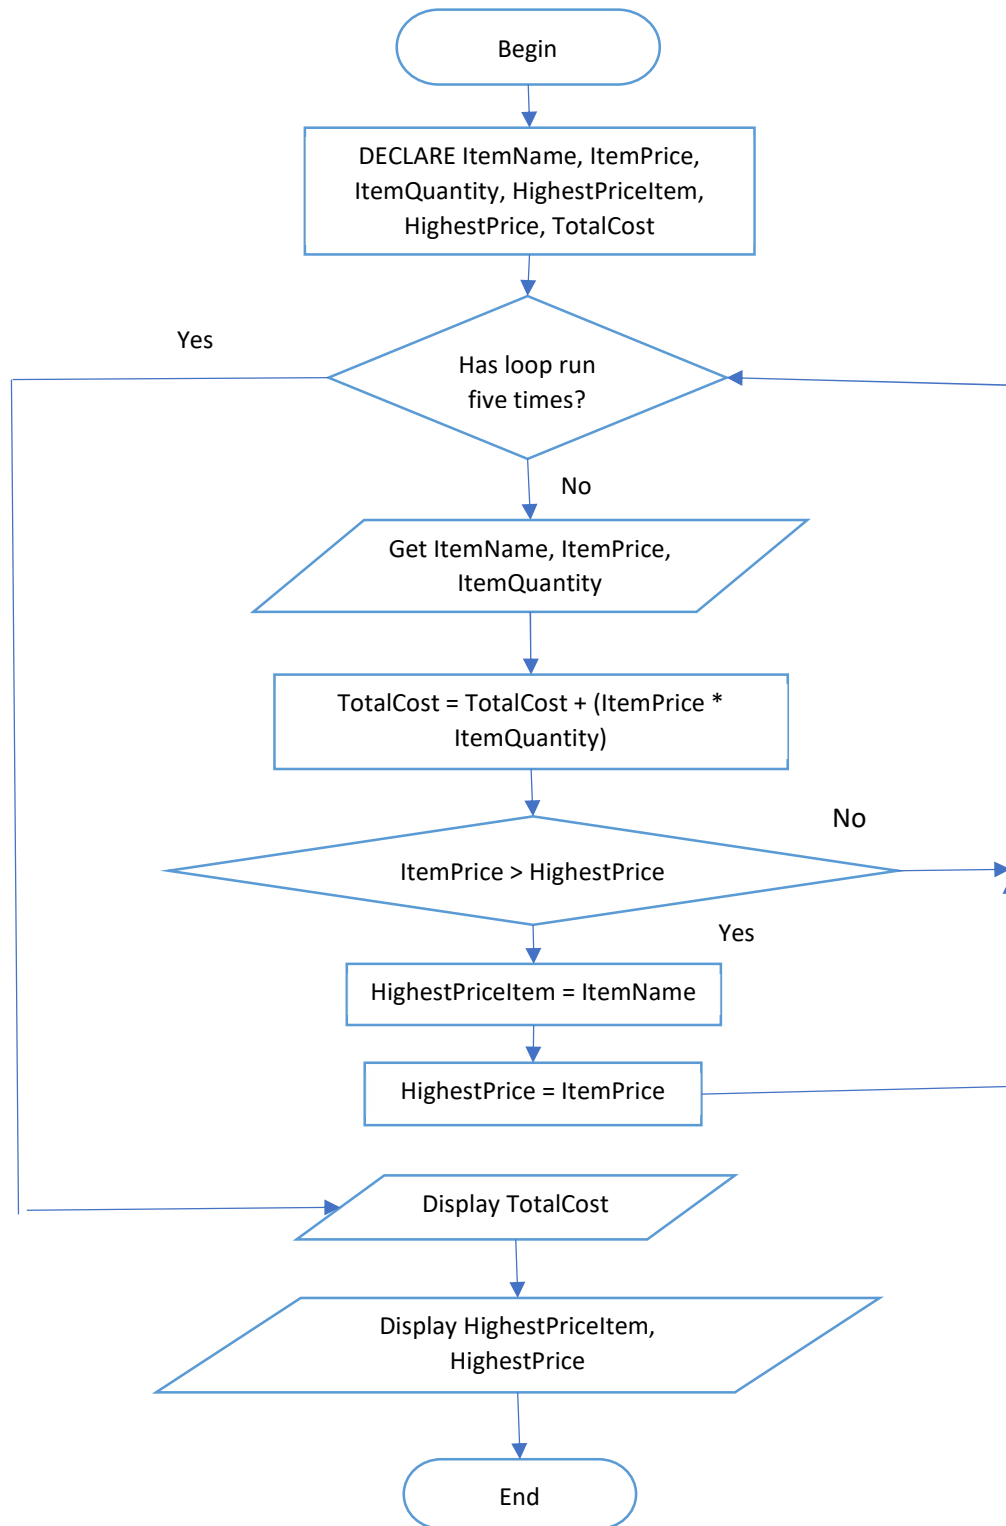 Begin
DECLARE ItemName, ItemPrice,
ItemQuantity, HighestPriceItem,
HighestPrice, TotalCost
Yes
Has loop run
five times?
No
Get ItemName, ItemPrice,
ItemQuantity
TotalCost = TotalCost + (ItemPrice *
ItemQuantity)
No
ItemPrice > HighestPrice
Yes
HighestPriceItem = ItemName
HighestPrice = ItemPrice
Display TotalCost
Display HighestPriceItem,
HighestPrice
End